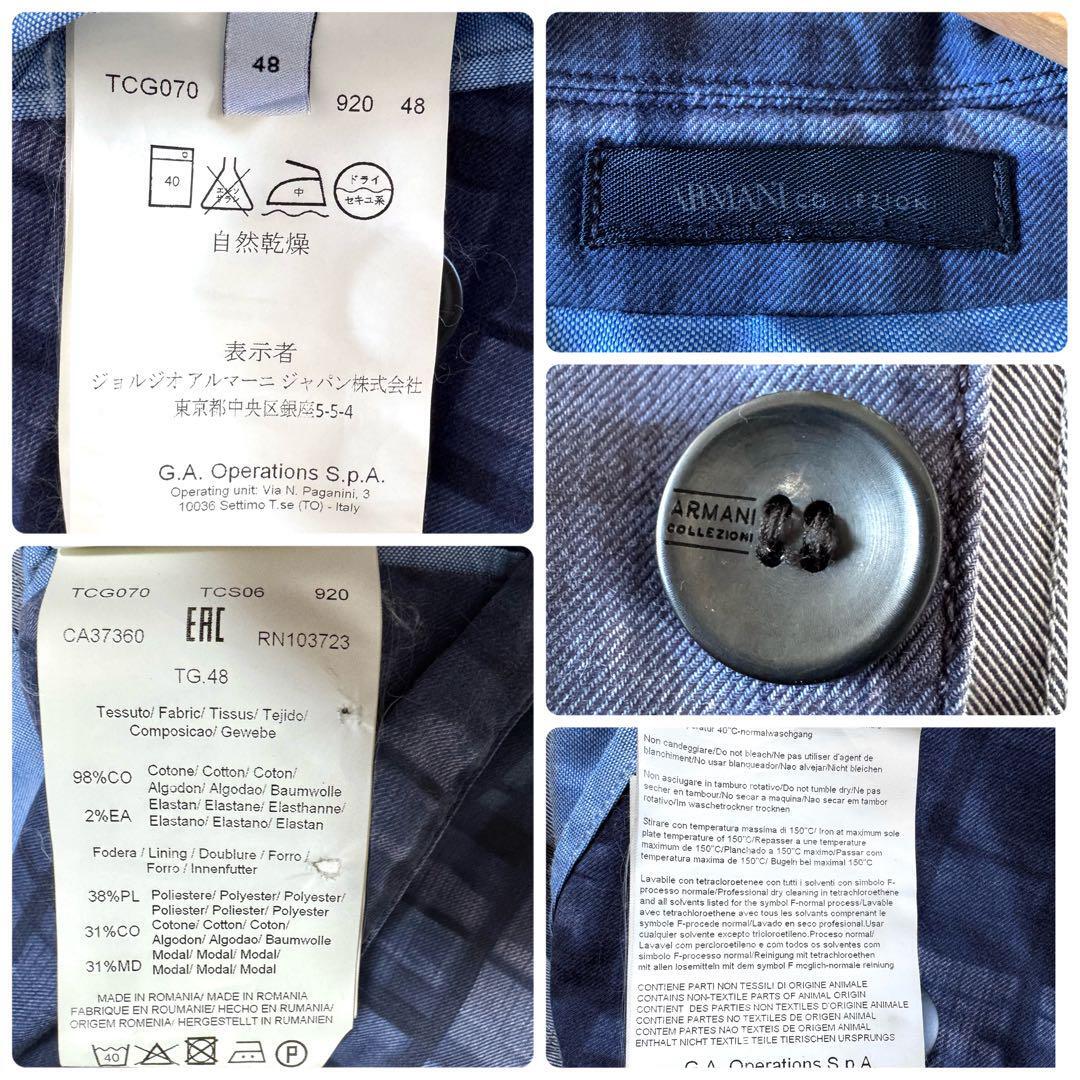 48
TCG070
920 48
40
エンソ
サラシ
中
ドライ
セキユ系
自然乾燥
表示者
ジョルジオ アルマーニ ジャパン株式会社
東京都中央区銀座5-5-4
G.A. Operations S.p.A.
Operating unit: Via N. Paganini, 3
10036 Settimo T.se (TO) - Italy
ARMANI
ARMANI
COLLEZIONI
TCG070 TCS06 920
CA37360 EAC RN103723
TG.48
Tessuto/ Fabric/ Tissus/ Tejido/
Composicao/ Gewebe
98%CO Cotone/ Cotton/ Coton/
Algodon/ Algodao/ Baumwolle
2%EA Elastan/ Elastane/ Elasthanne/
Elastano/ Elastano/ Elastan
Fodera / Lining / Doublure / Forro /
Forro / Innenfutter
38%PL Poliestere/ Polyester/ Polyester/
Poliester/ Poliester/ Polyester
31%CO Cotone/ Cotton/ Coton/
Algodon/ Algodao/ Baumwolle
31%MD Modal/ Modal/ Modal/
Modal/ Modal/ Modal
MADE IN ROMANIA/ MADE IN ROMANIA
FABRIQUE EN ROUMANIE/ HECHO EN RUMANIA/
ORIGEM ROMENIA/ HERGESTELLT IN RUMANIEN
40 P
40°C-normalwaschgang
Non candeggiare/Do not bleach/Ne pas utiliser d'agent de
blanchiment/No usar blanqueador/Nao alvejar/Nicht bleichen
Non asciugare in tamburo rotativo/Do not tumble dry/Ne pas
secher en tambour/No secar a maquina/Nao secar em tambor
rotativo/Im waschetrockner trocknen
Stirare con temperatura massima di 150°C/ Iron at maximum sole
plate temperature of 150°C/Repasser a une temperature
maximum de 150°C/Planchado a 150°C maximo/Passar com
temperatura maxima de 150°C/ Bugeln bei maximal 150°C
Lavabile con tetracloroetenee con tutti i solventi con simbolo F-
processo normale/Professional dry cleaning in tetrachloroethene
and all solvents listed for the symbol F-normal process/Lavable
avec tetrachloroethene avec tous les solvants comprenant le
symbole F-procede normale/Lavado en seco profesional.Usar
cualquier solvente excepto tricloroetileno.Proceso normal/
Lavavel com percloroetileno e com todos os solventes com
simbolo F-processo normal/Reinigung mit tetrachloroethen
mit allen losemitteln mit dem symbol F moglich-normale reiniung
CONTIENE PARTI NON TESSILI DI ORIGINE ANIMALE
CONTAINS NON-TEXTILE PARTS OF ANIMAL ORIGIN
CONTIENT DES PARTIES NON TEXTILES D'ORIGINE ANIMALE
CONTIENE PARTES NO TEXTILES DE ORIGEN ANIMAL
CONTEM PARTES NAO TEXTEIS DE ORIGEM ANIMAL
ENTHALT NICHT TEXTILE TEILE TIERISCHEN URSPRUNGS
G.A. Operations S.p.A.